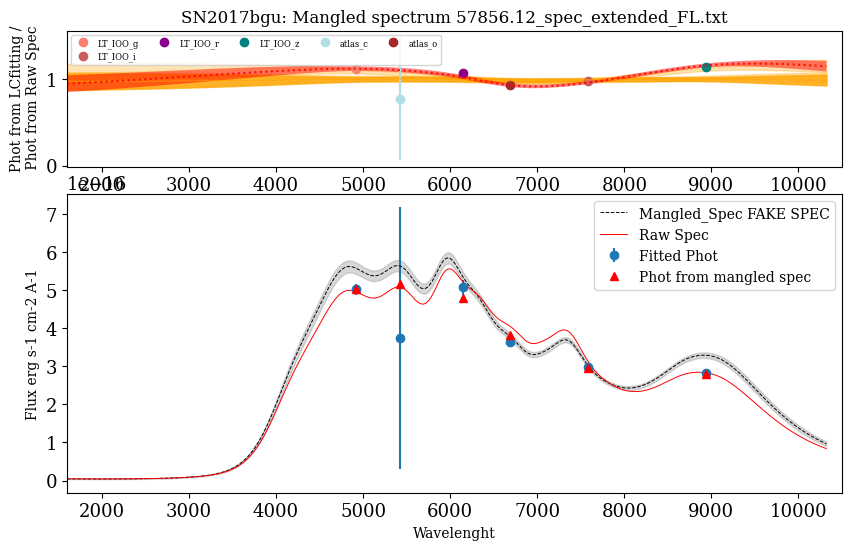 SN2017bgu: Mangled spectrum 57856.12_spec_extended_FL.txt
Phot from LCfitting /
Phot from Raw Spec
LT_IOO_g LT_IOO_r LT_IOO_z atlas_c atlas_o
LT_IOO_i
1
0
2000 3000 4000 5000 6000 7000 8000 9000 10000
1e−16
Mangled_Spec FAKE SPEC
Raw Spec
Fitted Phot
Phot from mangled spec
Flux erg s-1 cm-2 A-1
7
6
5
4
3
2
1
0
2000 3000 4000 5000 6000 7000 8000 9000 10000
Wavelenght